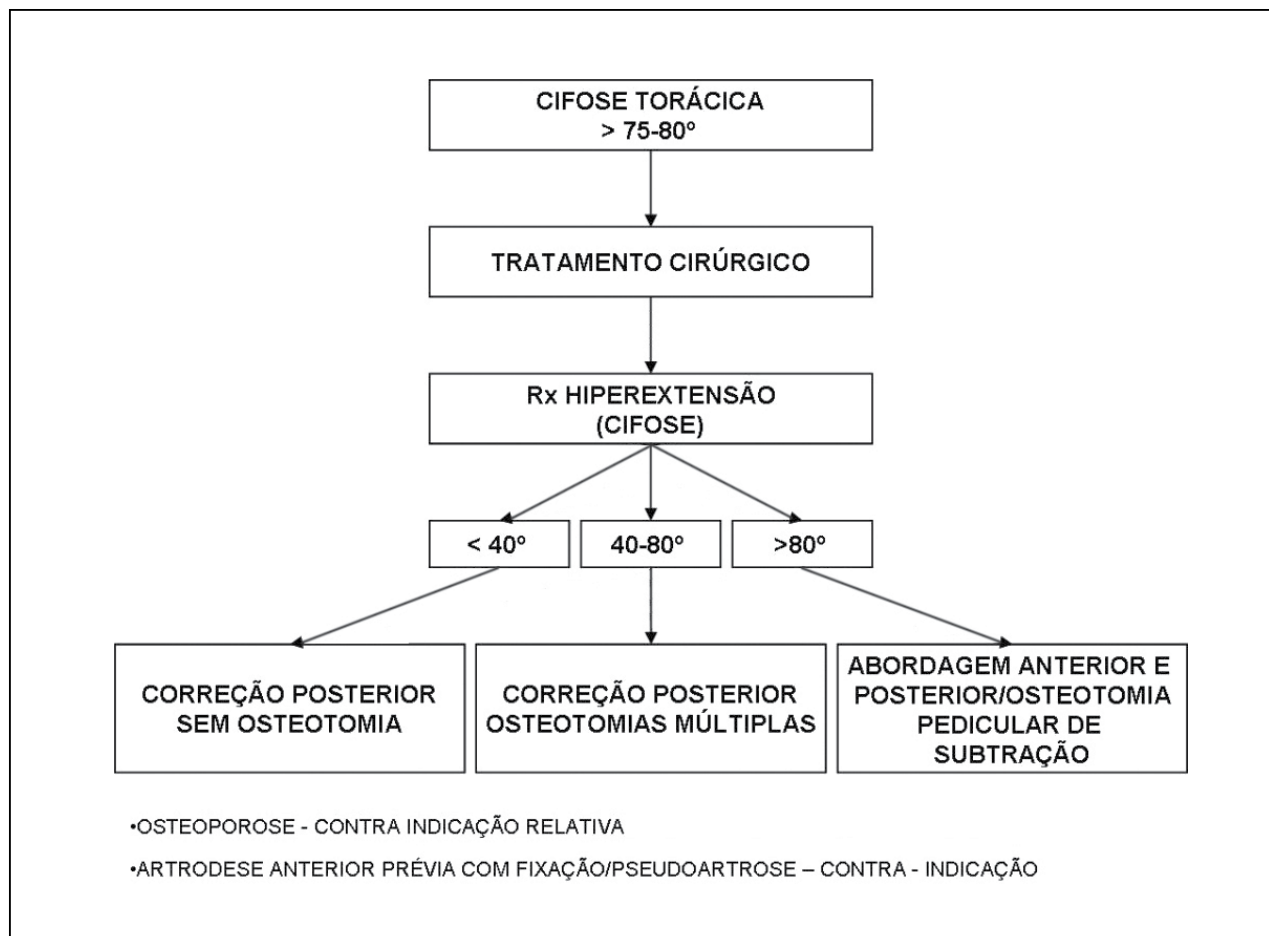 CIFOSE TORÁCICA
> 75-80º
TRATAMENTO CIRÚRGICO
Rx HIPEREXTENSÃO
(CIFOSE)
< 40º
40-80º
>80º
CORREÇÃO POSTERIOR
SEM OSTEOTOMIA
CORREÇÃO POSTERIOR
OSTEOTOMIAS MÚLTIPLAS
ABORDAGEM ANTERIOR E
POSTERIOR/OSTEOTOMIA
PEDICULAR DE
SUBTRAÇÃO
•OSTEOPOROSE - CONTRA INDICAÇÃO RELATIVA
•ARTRODESE ANTERIOR PRÉVIA COM FIXAÇÃO/PSEUDOARTROSE – CONTRA - INDICAÇÃO